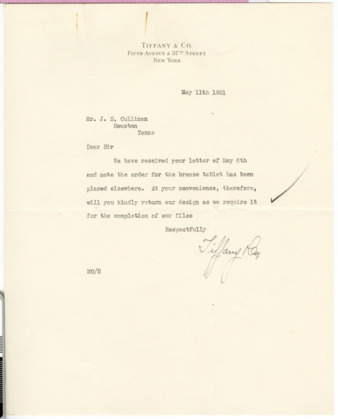 TIFFANY & CO.
FIFTH AVENUE & 37TH STREET
NEW YORK
May 11th 1921
Mr. J. S. Cullinan
Houston
Texas
Dear Sir
We have received your letter of May 6th
and note the order for the bronze tablet has been
placed elsewhere. At your convenience, therefore,
will you kindly return our design as we require it
for the completion of our files
Respectfully
Tiffany & Co.